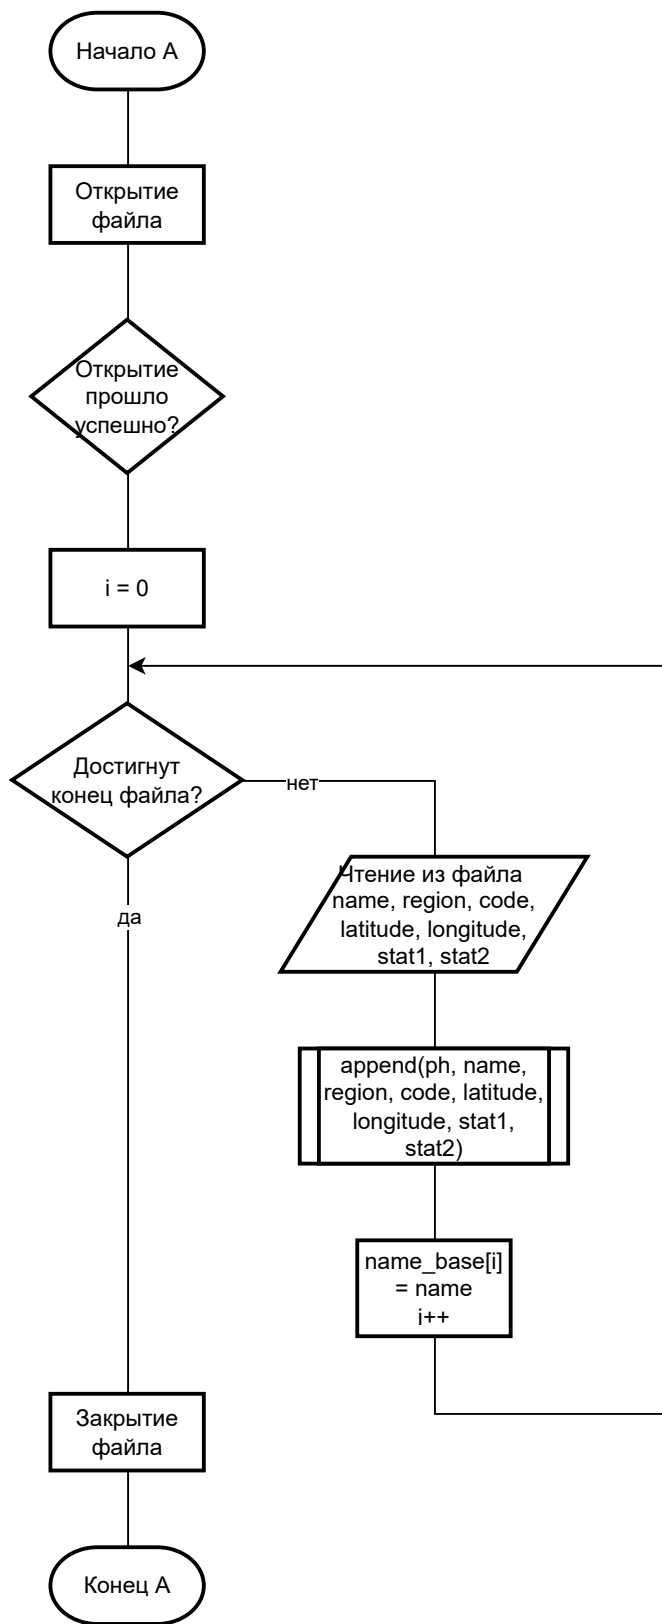 Начало A
Открытие
файла
Открытие
прошло
успешно?
i = 0
Достигнут
конец файла?
нет
да
Чтение из файла
name, region, code,
latitude, longitude,
stat1, stat2
append(ph, name,
region, code, latitude,
longitude, stat1,
stat2)
name_base[i]
= name
i++
Закрытие
файла
Конец A